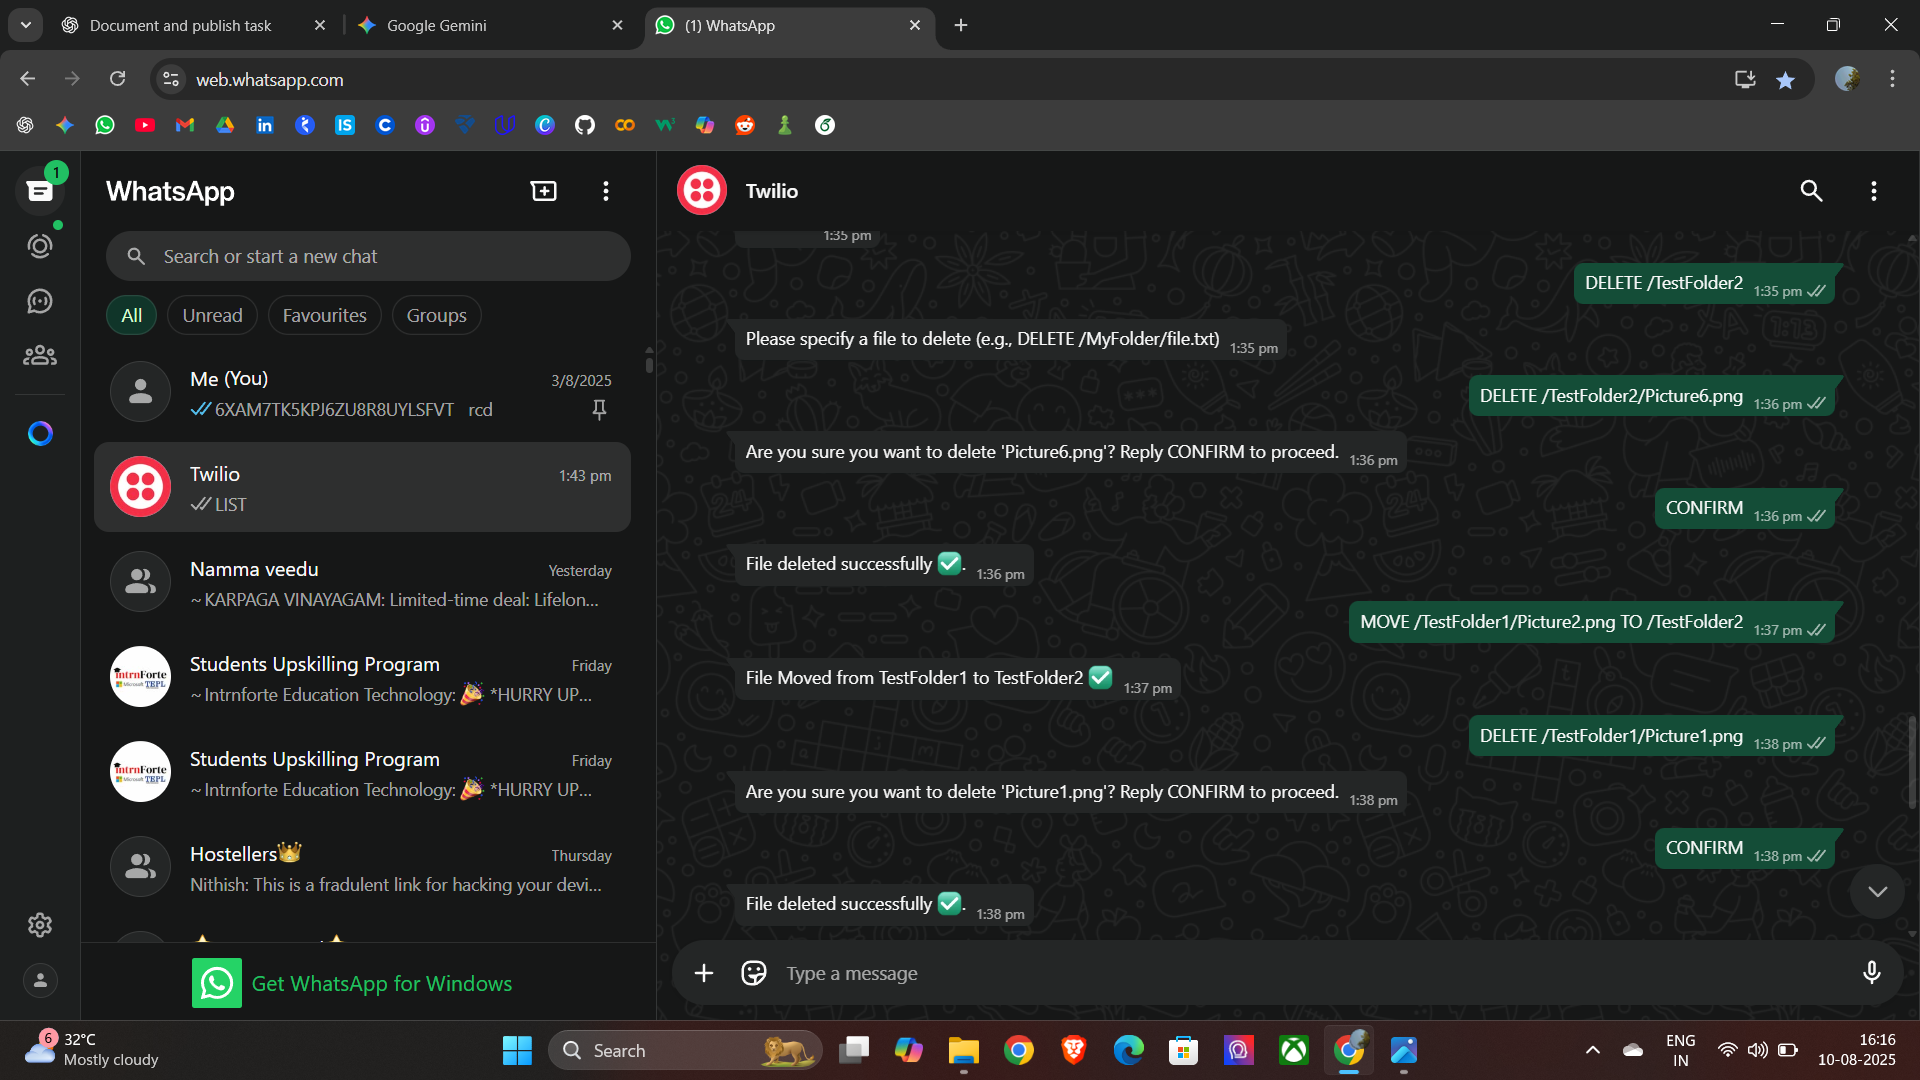 Document and publish task
Google Gemini
(1) WhatsApp
web.whatsapp.com
1
WhatsApp
Search or start a new chat
All
Unread
Favourites
Groups
Me (You)
3/8/2025
6XAM7TK5KPJ6ZU8R8UYLSFVT rcd
Twilio
1:43 pm
LIST
Namma veedu
Yesterday
~ KARPAGA VINAYAGAM: Limited-time deal: Lifelon...
Students Upskilling Program
Friday
~ Intrnforte Education Technology: 🎉 *HURRY UP...
Students Upskilling Program
Friday
~ Intrnforte Education Technology: 🎉 *HURRY UP...
Hostellers👑
Thursday
Nithish: This is a fradulent link for hacking your devi...
Get WhatsApp for Windows
Twilio
1:35 pm
DELETE /TestFolder2 1:35 pm
Please specify a file to delete (e.g., DELETE /MyFolder/file.txt) 1:35 pm
DELETE /TestFolder2/Picture6.png 1:36 pm
Are you sure you want to delete 'Picture6.png'? Reply CONFIRM to proceed. 1:36 pm
CONFIRM 1:36 pm
File deleted successfully ✅. 1:36 pm
MOVE /TestFolder1/Picture2.png TO /TestFolder2 1:37 pm
File Moved from TestFolder1 to TestFolder2 ✅ 1:37 pm
DELETE /TestFolder1/Picture1.png 1:38 pm
Are you sure you want to delete 'Picture1.png'? Reply CONFIRM to proceed. 1:38 pm
CONFIRM 1:38 pm
File deleted successfully ✅. 1:38 pm
Type a message
6
32°C
Mostly cloudy
Search
ENG
IN
16:16
10-08-2025